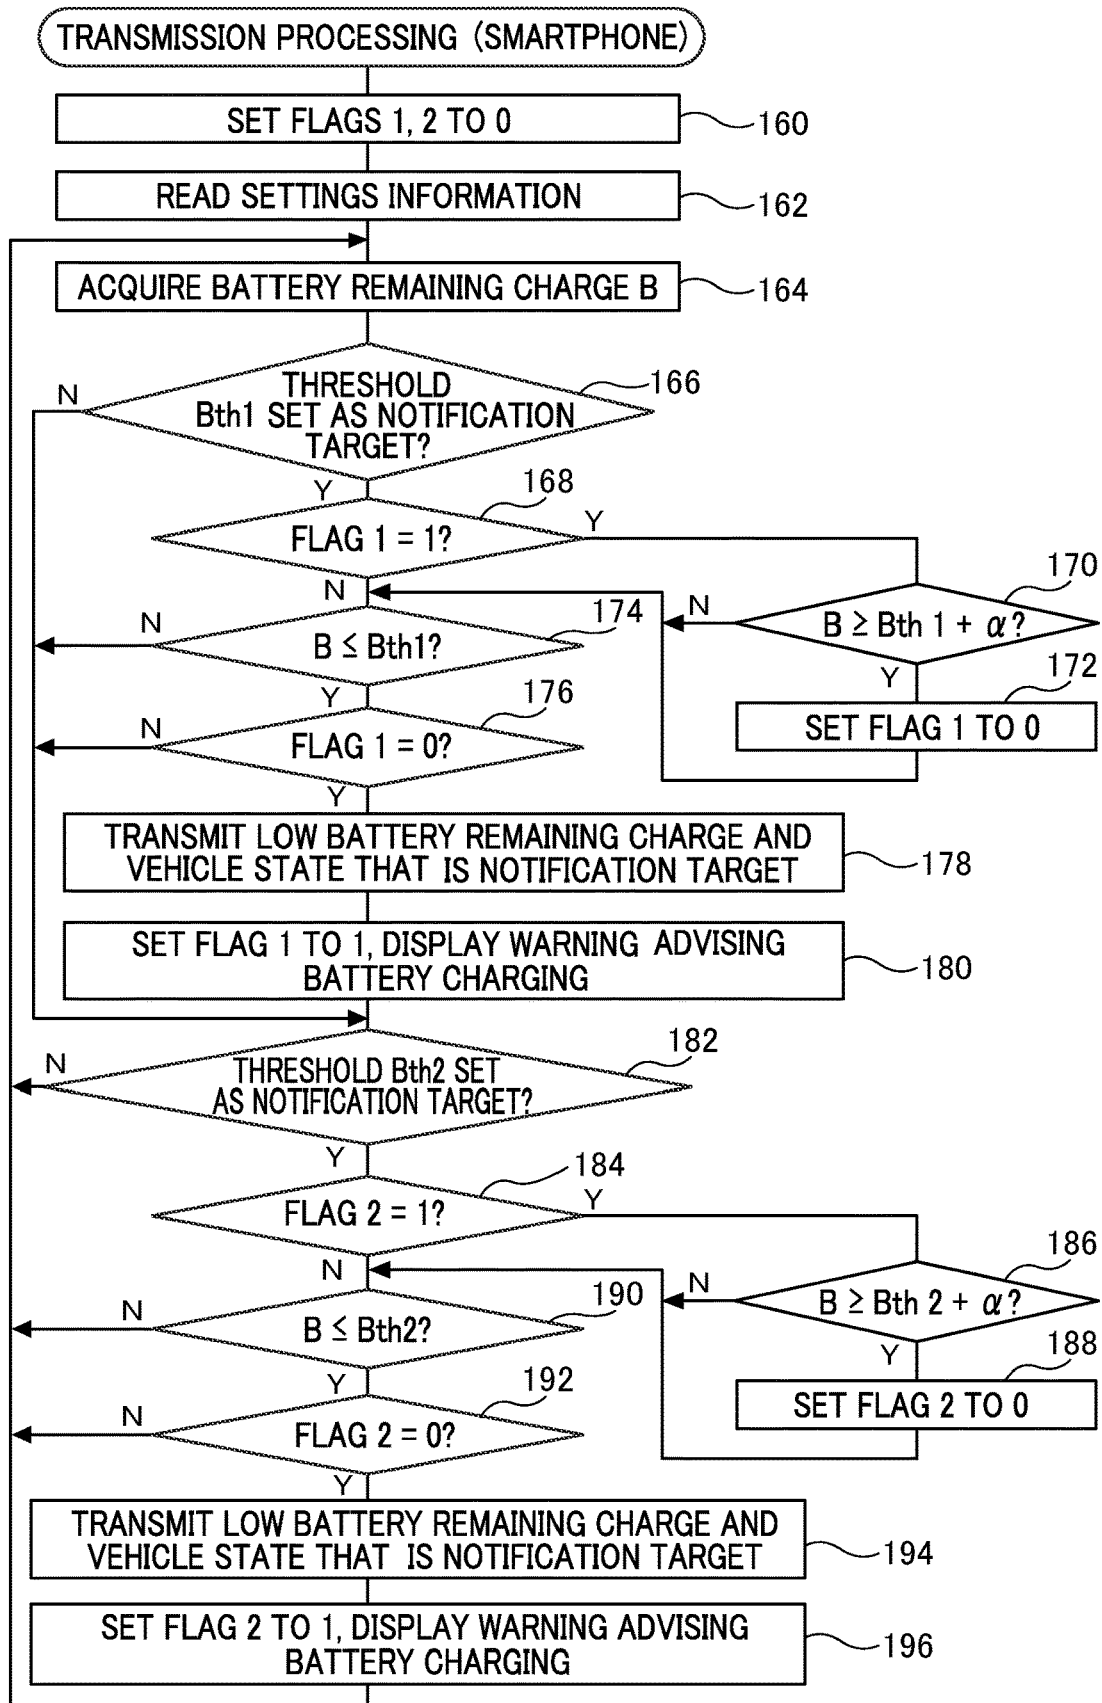 TRANSMISSION PROCESSING (SMARTPHONE)
SET FLAGS 1, 2 TO 0
160
READ SETTINGS INFORMATION
162
ACQUIRE BATTERY REMAINING CHARGE B
164
THRESHOLD
Bth1 SET AS NOTIFICATION
TARGET?
166
N
Y
168
FLAG 1 = 1?
Y
N
170
B ≥ Bth 1 + α?
N
Y
172
SET FLAG 1 TO 0
174
B ≤ Bth1?
N
Y
176
FLAG 1 = 0?
N
Y
TRANSMIT LOW BATTERY REMAINING CHARGE AND
VEHICLE STATE THAT IS NOTIFICATION TARGET
178
SET FLAG 1 TO 1, DISPLAY WARNING ADVISING
BATTERY CHARGING
180
182
THRESHOLD Bth2 SET
AS NOTIFICATION TARGET?
N
Y
184
FLAG 2 = 1?
Y
N
186
B ≥ Bth 2 + α?
N
Y
188
SET FLAG 2 TO 0
190
B ≤ Bth2?
N
Y
192
FLAG 2 = 0?
N
Y
TRANSMIT LOW BATTERY REMAINING CHARGE AND
VEHICLE STATE THAT IS NOTIFICATION TARGET
194
SET FLAG 2 TO 1, DISPLAY WARNING ADVISING
BATTERY CHARGING
196